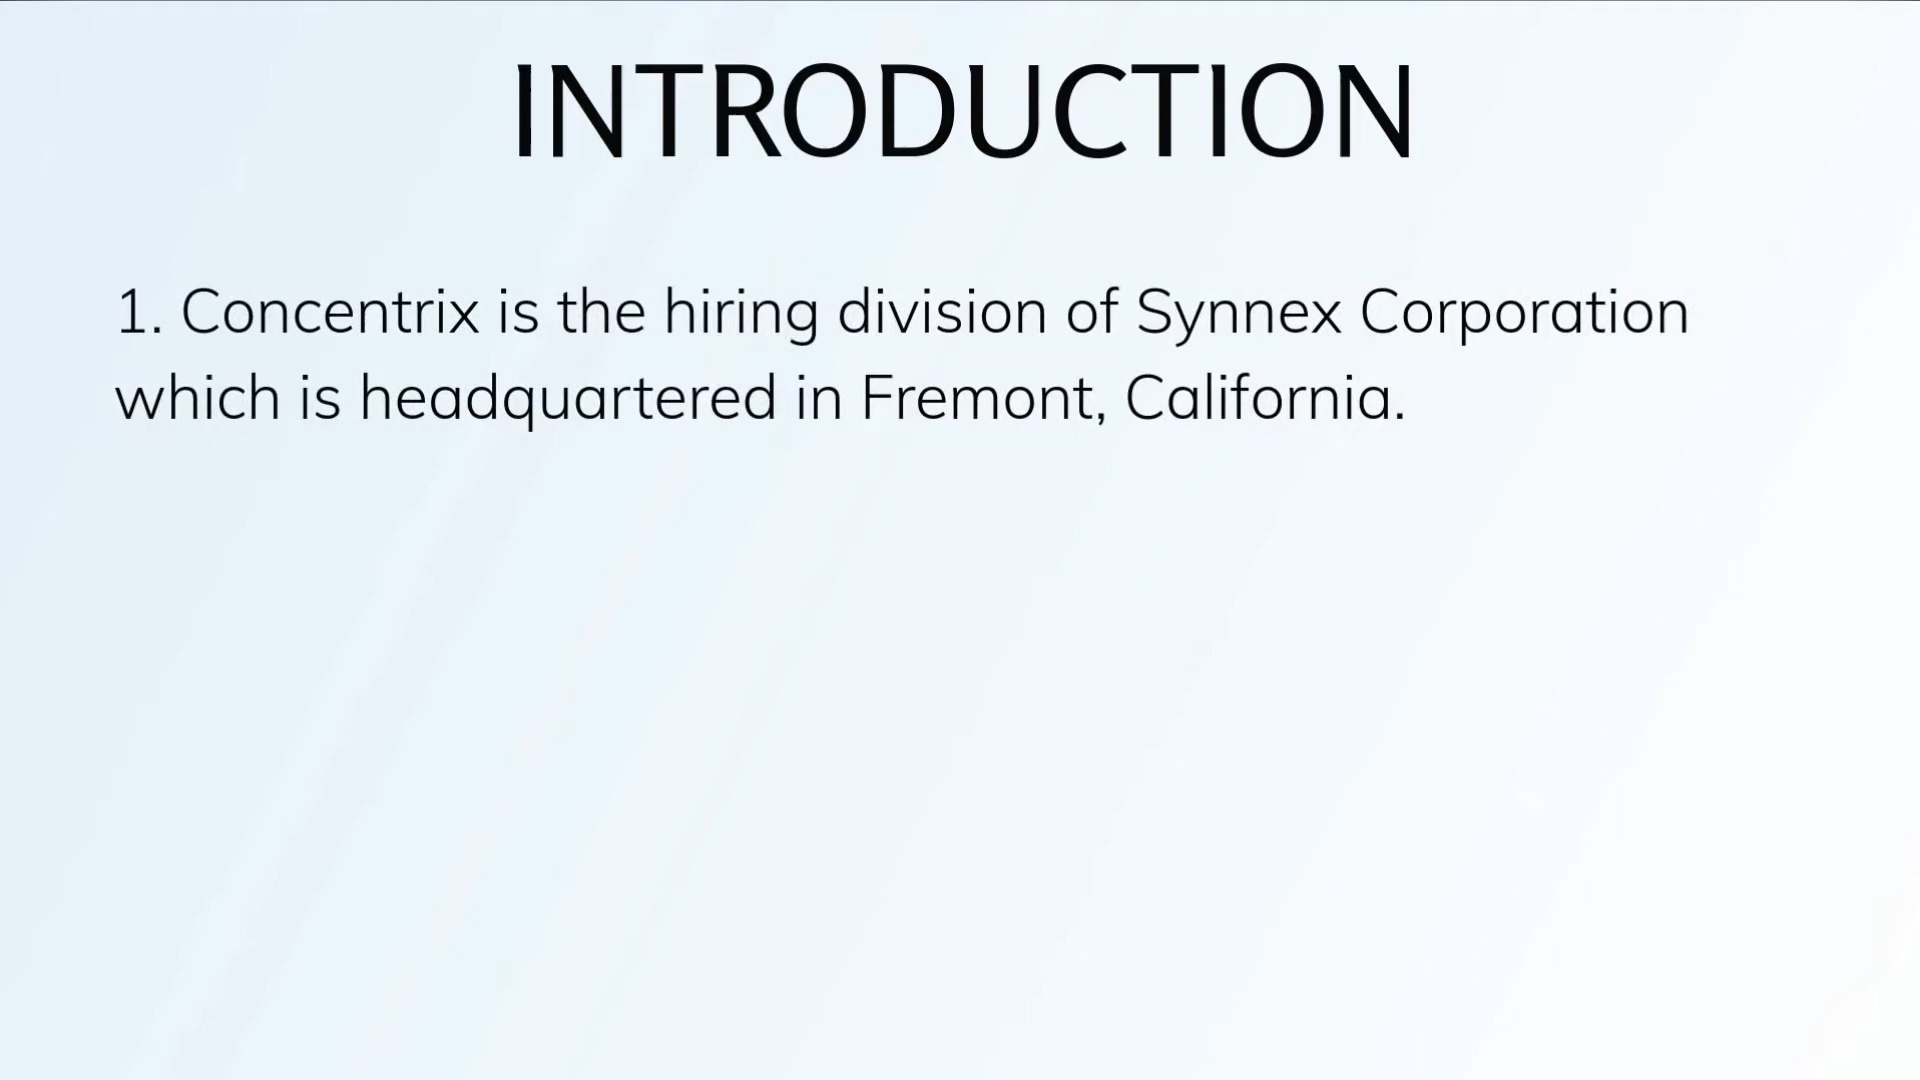 INTRODUCTION
1. Concentrix is the hiring division of Synnex Corporation
which is headquartered in Fremont, California.